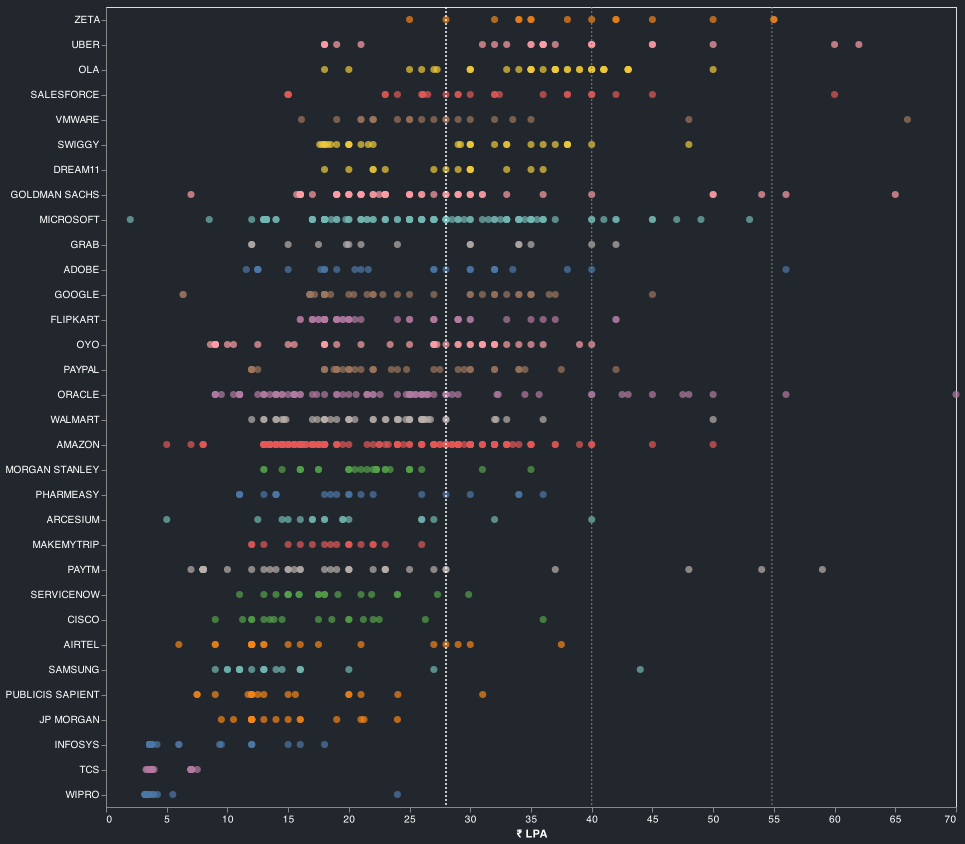 ZETA
UBER
OLA
SALESFORCE
VMWARE
SWIGGY
DREAM11
GOLDMAN SACHS
MICROSOFT
GRAB
ADOBE
GOOGLE
FLIPKART
OYO
PAYPAL
ORACLE
WALMART
AMAZON
MORGAN STANLEY
PHARMEASY
ARCESIUM
MAKEMYTRIP
PAYTM
SERVICENOW
CISCO
AIRTEL
SAMSUNG
PUBLICIS SAPIENT
JP MORGAN
INFOSYS
TCS
WIPRO
0 5 10 15 20 25 30 35 40 45 50 55 60 65 70
₹ LPA